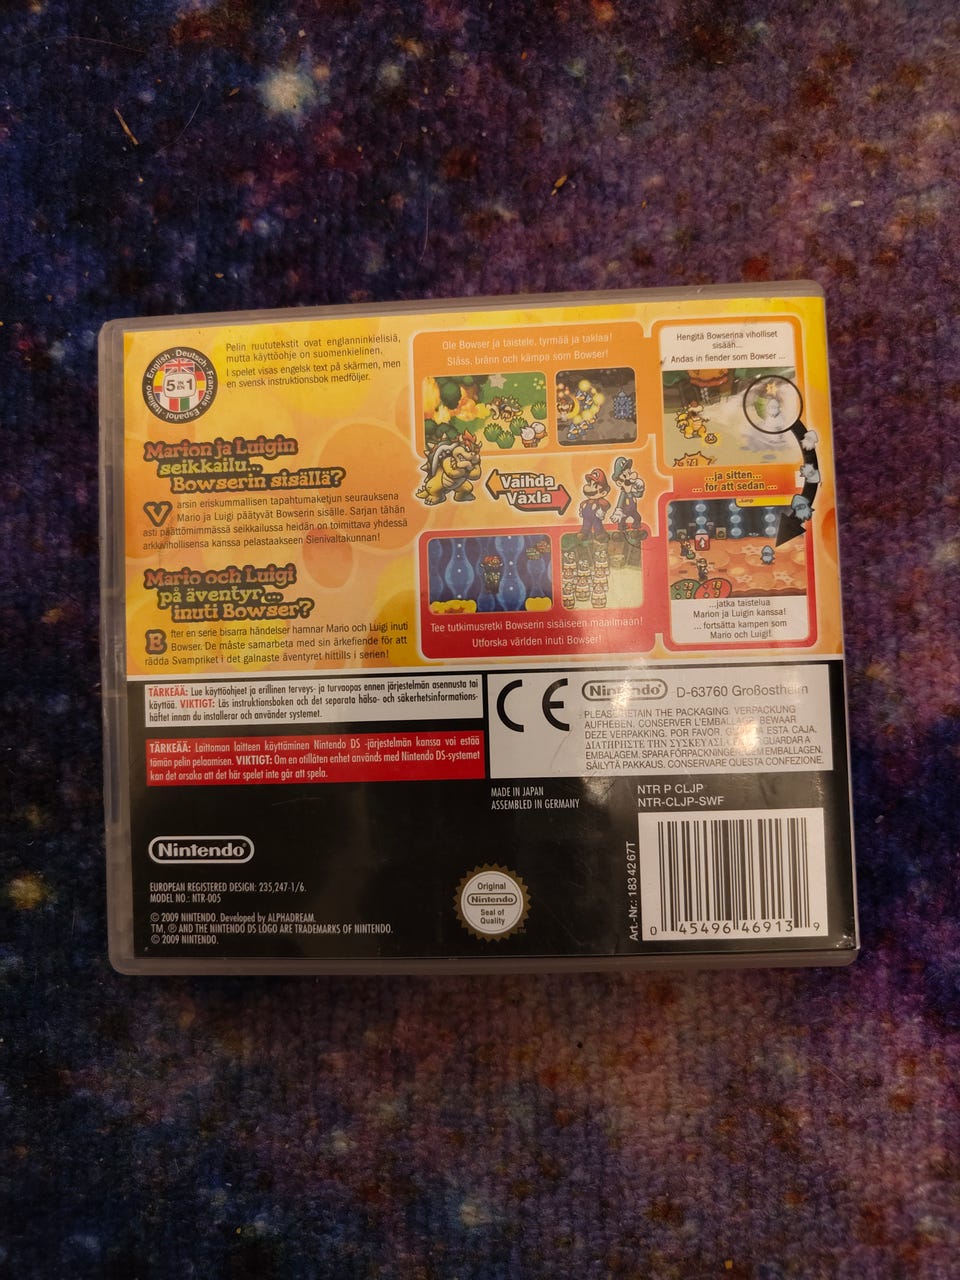 English · Deutsch · Français · Español · Italiano
5 IN 1
Pelin ruututekstit ovat englanninkielisiä,
mutta käyttöohje on suomenkielinen.
I spelet visas engelsk text på skärmen, men
en svensk instruktionsbok medföljer.
Marion ja Luigin
seikkailu...
Bowserin sisällä?
Varsin eriskummallisen tapahtumaketjun seurauksena
Mario ja Luigi päätyvät Bowserin sisälle. Sarjan tähän
asti päättömimmässä seikkailussa heidän on toimittava yhdessä
arkkivihollisensa kanssa pelastaakseen Sienivaltakunnan!
Mario och Luigi
på äventyr...
inuti Bowser?
Efter en serie bisarra händelser hamnar Mario och Luigi inuti
Bowser. De måste samarbeta med sin ärkefiende för att
rädda Svampriket i det galnaste äventyret hittills i serien!
Ole Bowser ja taistele, tyrmää ja taklaa!
Slåss, bränn och kämpa som Bowser!
Vaihda
Växla
Tee tutkimusretki Bowserin sisäiseen maailmaan!
Utforska världen inuti Bowser!
Hengitä Bowserina viholliset
sisään...
Andas in fiender som Bowser ...
...ja sitten...
... för att sedan ...
...jatka taistelua
Marion ja Luigin kanssa!
... fortsätta kampen som
Mario och Luigi!
TÄRKEÄÄ: Lue käyttöohjeet ja erillinen terveys- ja turvaopas ennen järjestelmän asennusta tai
käyttöä. VIKTIGT: Läs instruktionsboken och det separata hälso- och säkerhetsinformations-
häftet innan du installerar och använder systemet.
TÄRKEÄÄ: Laittoman laitteen käyttäminen Nintendo DS -järjestelmän kanssa voi estää
tämän pelin pelaamisen. VIKTIGT: Om en otillåten enhet används med Nintendo DS-systemet
kan det orsaka att det här spelet inte går att spela.
CE
Nintendo® D-63760 Großostheim
PLEASE RETAIN THE PACKAGING. VERPACKUNG
AUFHEBEN. CONSERVER L'EMBALLAGE. BEWAAR
DEZE VERPAKKING. POR FAVOR, GUARDA ESTA CAJA.
ΔΙΑΤΗΡΗΣΤΕ ΤΗΝ ΣΥΣΚΕΥΑΣΙΑ GUARDAR A
EMBALAGEM. SPARA FÖRPACKNINGEN. GEM EMBALLAGEN.
SÄILYTÄ PAKKAUS. CONSERVARE QUESTA CONFEZIONE.
MADE IN JAPAN
ASSEMBLED IN GERMANY
NTR P CLJP
NTR-CLJP-SWF
Nintendo®
EUROPEAN REGISTERED DESIGN: 235,247-1/6.
MODEL NO.: NTR-005
© 2009 NINTENDO. Developed by ALPHADREAM.
TM, ® AND THE NINTENDO DS LOGO ARE TRADEMARKS OF NINTENDO.
© 2009 NINTENDO.
Original
Nintendo
Seal of
Quality
Art.-Nr.: 183 42 67T
0 45496 46913 9